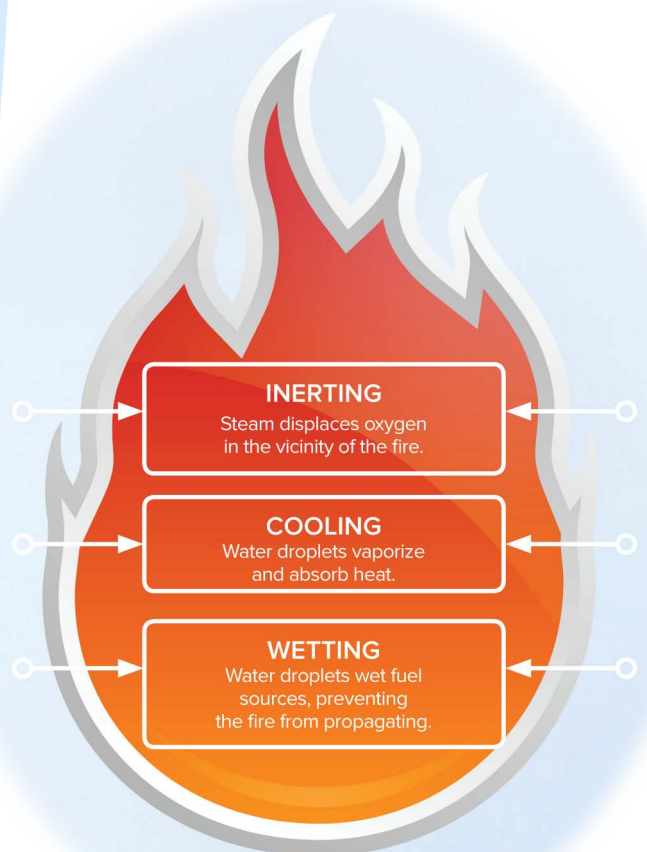 INERTING
Steam displaces oxygen
in the vicinity of the fire.
COOLING
Water droplets vaporize
and absorb heat.
WETTING
Water droplets wet fuel
sources, preventing
the fire from propagating.